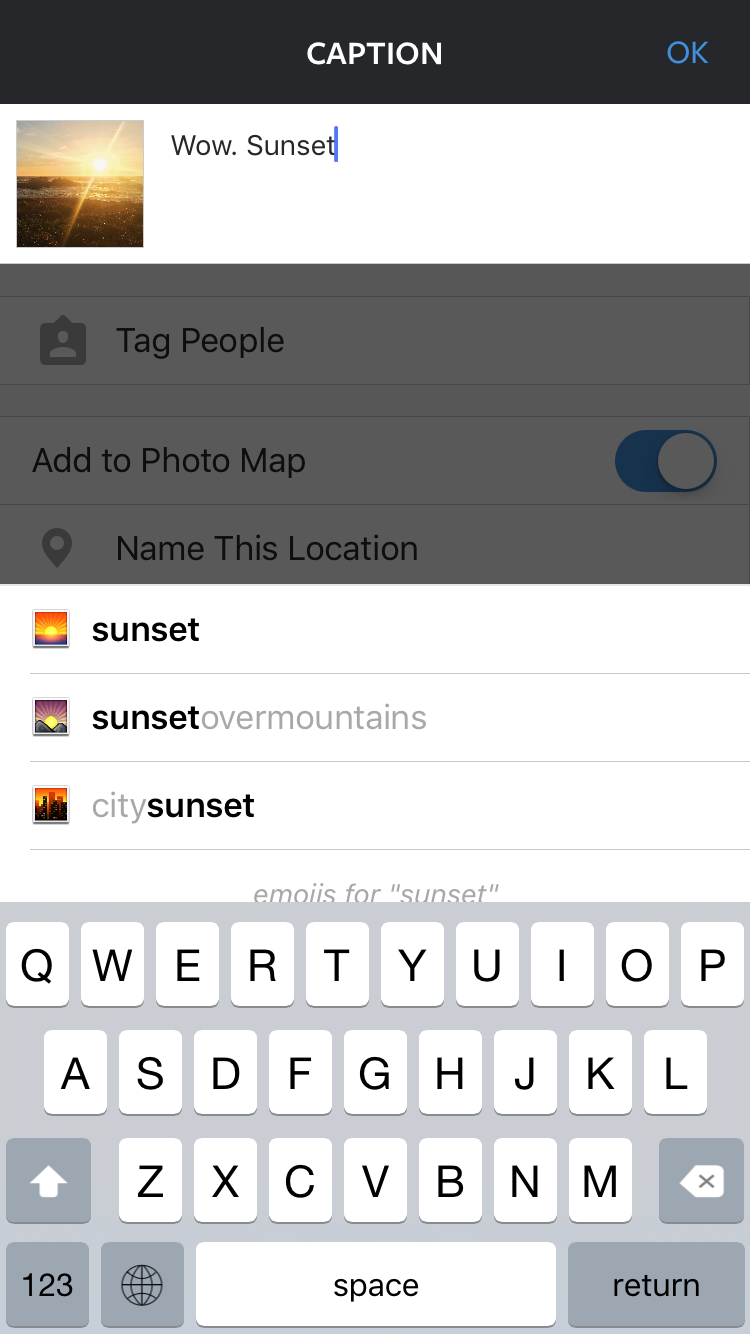 CAPTION OK
Wow. Sunset
Tag People
Add to Photo Map
Name This Location
sunset
sunsetovermountains
citysunset
emojis for "sunset"
Q W E R T Y U I O P
A S D F G H J K L
Z X C V B N M
123 space return